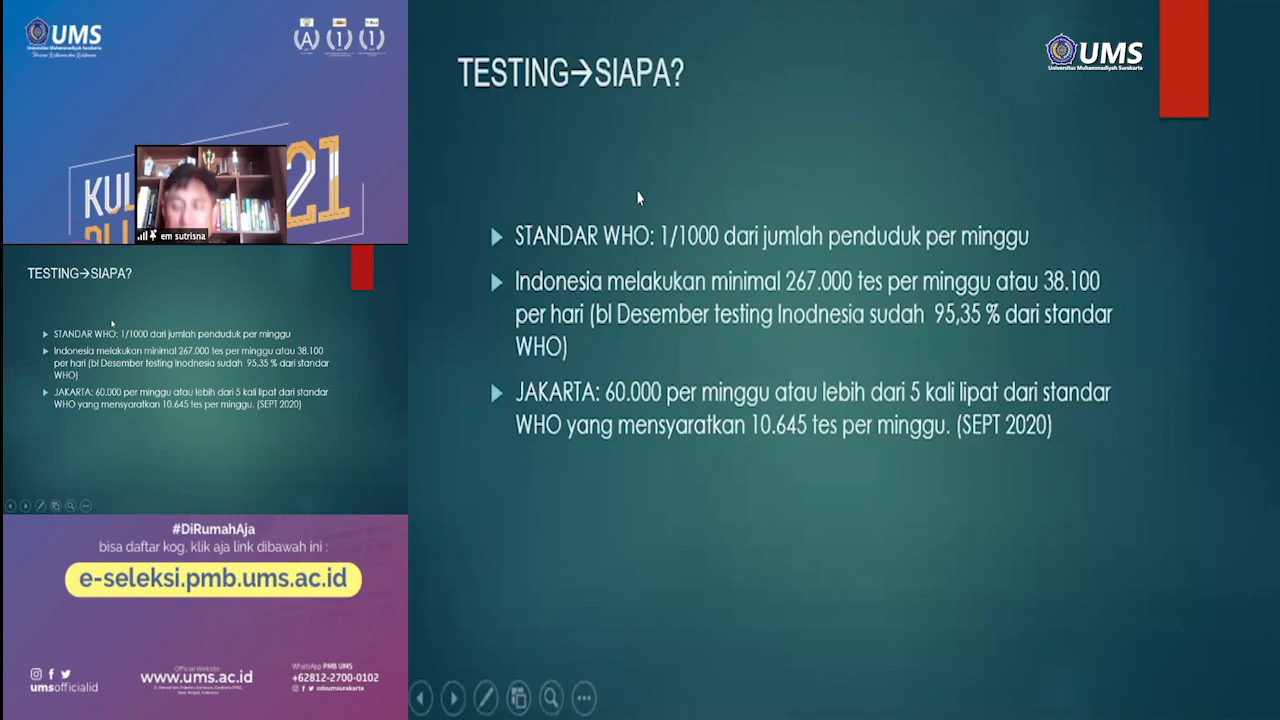 UMS
Universitas Muhammadiyah Surakarta
A 1 1
KUL
21
em sutrisna
TESTING→SIAPA?
STANDAR WHO: 1/1000 dari jumlah penduduk per minggu
Indonesia melakukan minimal 267.000 tes per minggu atau 38.100
per hari (bl Desember testing Inodnesia sudah 95,35 % dari standar
WHO)
JAKARTA: 60.000 per minggu atau lebih dari 5 kali lipat dari standar
WHO yang mensyaratkan 10.645 tes per minggu. (SEPT 2020)
#DiRumahAja
bisa daftar kog, klik aja link dibawah ini :
e-seleksi.pmb.ums.ac.id
umsofficialid
Official Website
www.ums.ac.id
WhatsApp PMB UMS
+62812-2700-0102
adaumsurakarta
TESTING→SIAPA?
UMS
Universitas Muhammadiyah Surakarta
STANDAR WHO: 1/1000 dari jumlah penduduk per minggu
Indonesia melakukan minimal 267.000 tes per minggu atau 38.100
per hari (bl Desember testing Inodnesia sudah 95,35 % dari standar
WHO)
JAKARTA: 60.000 per minggu atau lebih dari 5 kali lipat dari standar
WHO yang mensyaratkan 10.645 tes per minggu. (SEPT 2020)